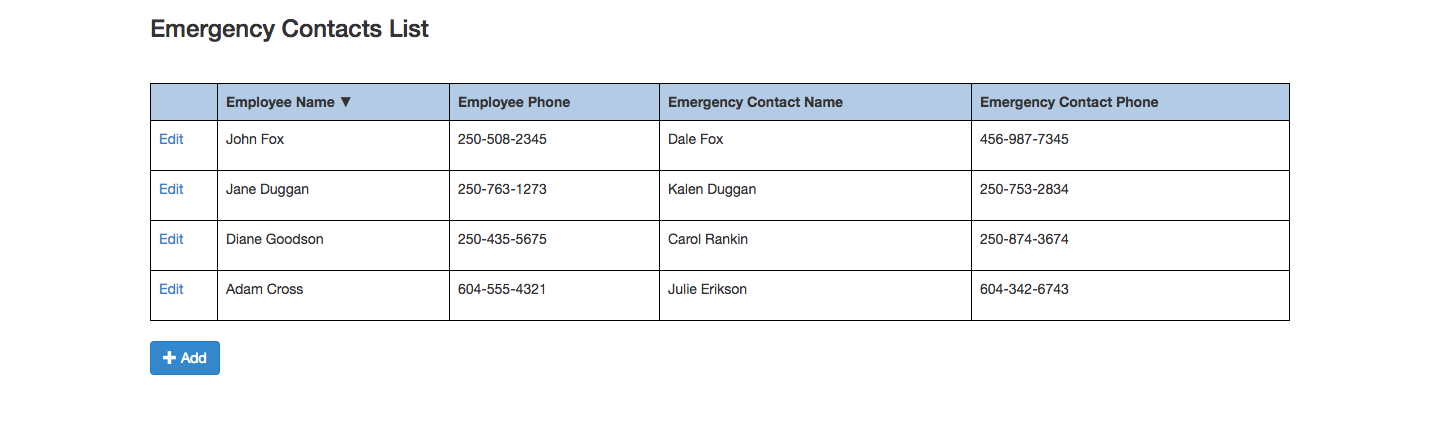 Emergency Contacts List
Employee Name ▼ Employee Phone Emergency Contact Name Emergency Contact Phone
Edit John Fox 250-508-2345 Dale Fox 456-987-7345
Edit Jane Duggan 250-763-1273 Kalen Duggan 250-753-2834
Edit Diane Goodson 250-435-5675 Carol Rankin 250-874-3674
Edit Adam Cross 604-555-4321 Julie Erikson 604-342-6743
+ Add